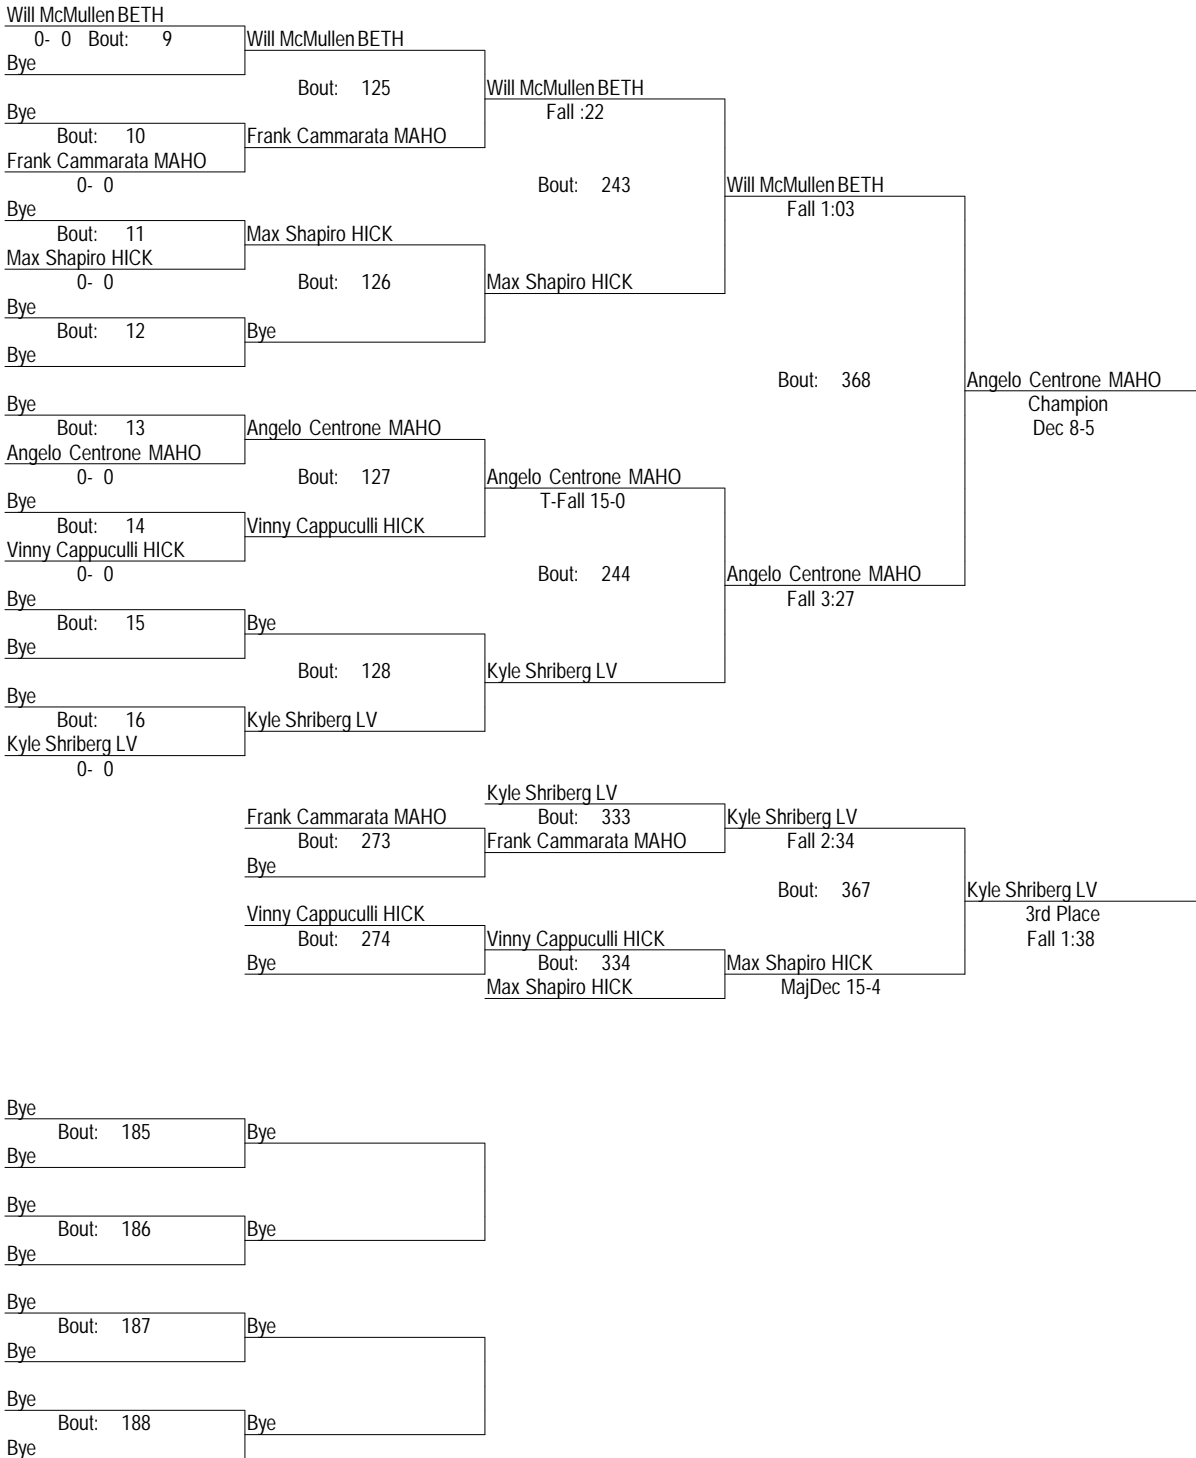 Will McMullen BETH
0- 0 Bout: 9 Will McMullen BETH
Bye
Bout: 125 Will McMullen BETH
Bye Fall :22
Bout: 10 Frank Cammarata MAHO
Frank Cammarata MAHO
0- 0 Bout: 243 Will McMullen BETH
Bye Fall 1:03
Bout: 11 Max Shapiro HICK
Max Shapiro HICK
0- 0 Bout: 126 Max Shapiro HICK
Bye
Bout: 12 Bye
Bye
Bout: 368 Angelo Centrone MAHO
Bye Champion
Bout: 13 Angelo Centrone MAHO Dec 8-5
Angelo Centrone MAHO
0- 0 Bout: 127 Angelo Centrone MAHO
Bye T-Fall 15-0
Bout: 14 Vinny Cappuculli HICK
Vinny Cappuculli HICK
0- 0 Bout: 244 Angelo Centrone MAHO
Bye Fall 3:27
Bout: 15 Bye
Bye
Bout: 128 Kyle Shriberg LV
Bye
Bout: 16 Kyle Shriberg LV
Kyle Shriberg LV
0- 0
Kyle Shriberg LV
Frank Cammarata MAHO Bout: 333 Kyle Shriberg LV
Bout: 273 Frank Cammarata MAHO Fall 2:34
Bye
Bout: 367 Kyle Shriberg LV
Vinny Cappuculli HICK 3rd Place
Bout: 274 Vinny Cappuculli HICK Fall 1:38
Bye Bout: 334 Max Shapiro HICK
Max Shapiro HICK MajDec 15-4
Bye
Bout: 185 Bye
Bye
Bye
Bout: 186 Bye
Bye
Bye
Bout: 187 Bye
Bye
Bye
Bout: 188 Bye
Bye